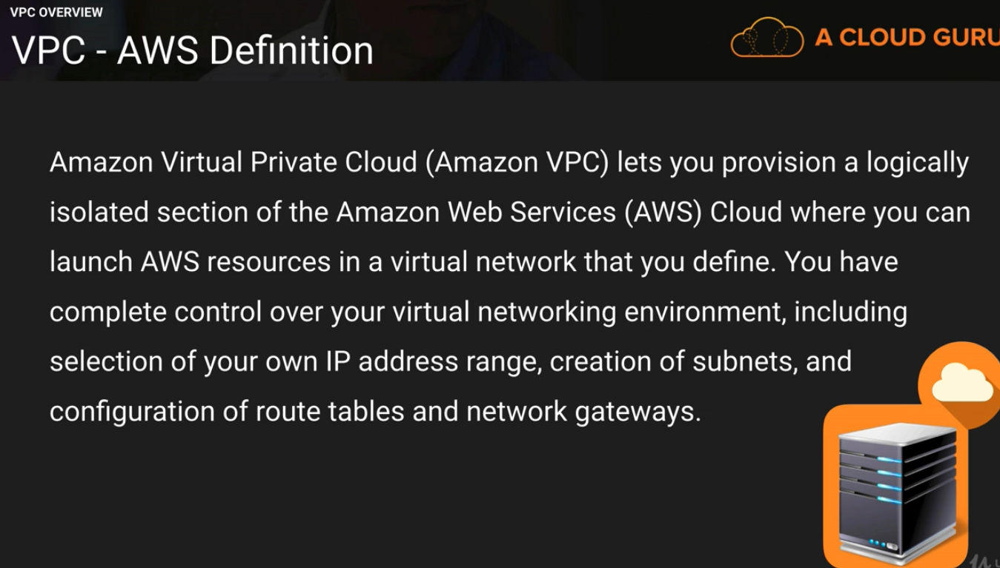 VPC OVERVIEW
VPC - AWS Definition
A CLOUD GURU
Amazon Virtual Private Cloud (Amazon VPC) lets you provision a logically
isolated section of the Amazon Web Services (AWS) Cloud where you can
launch AWS resources in a virtual network that you define. You have
complete control over your virtual networking environment, including
selection of your own IP address range, creation of subnets, and
configuration of route tables and network gateways.